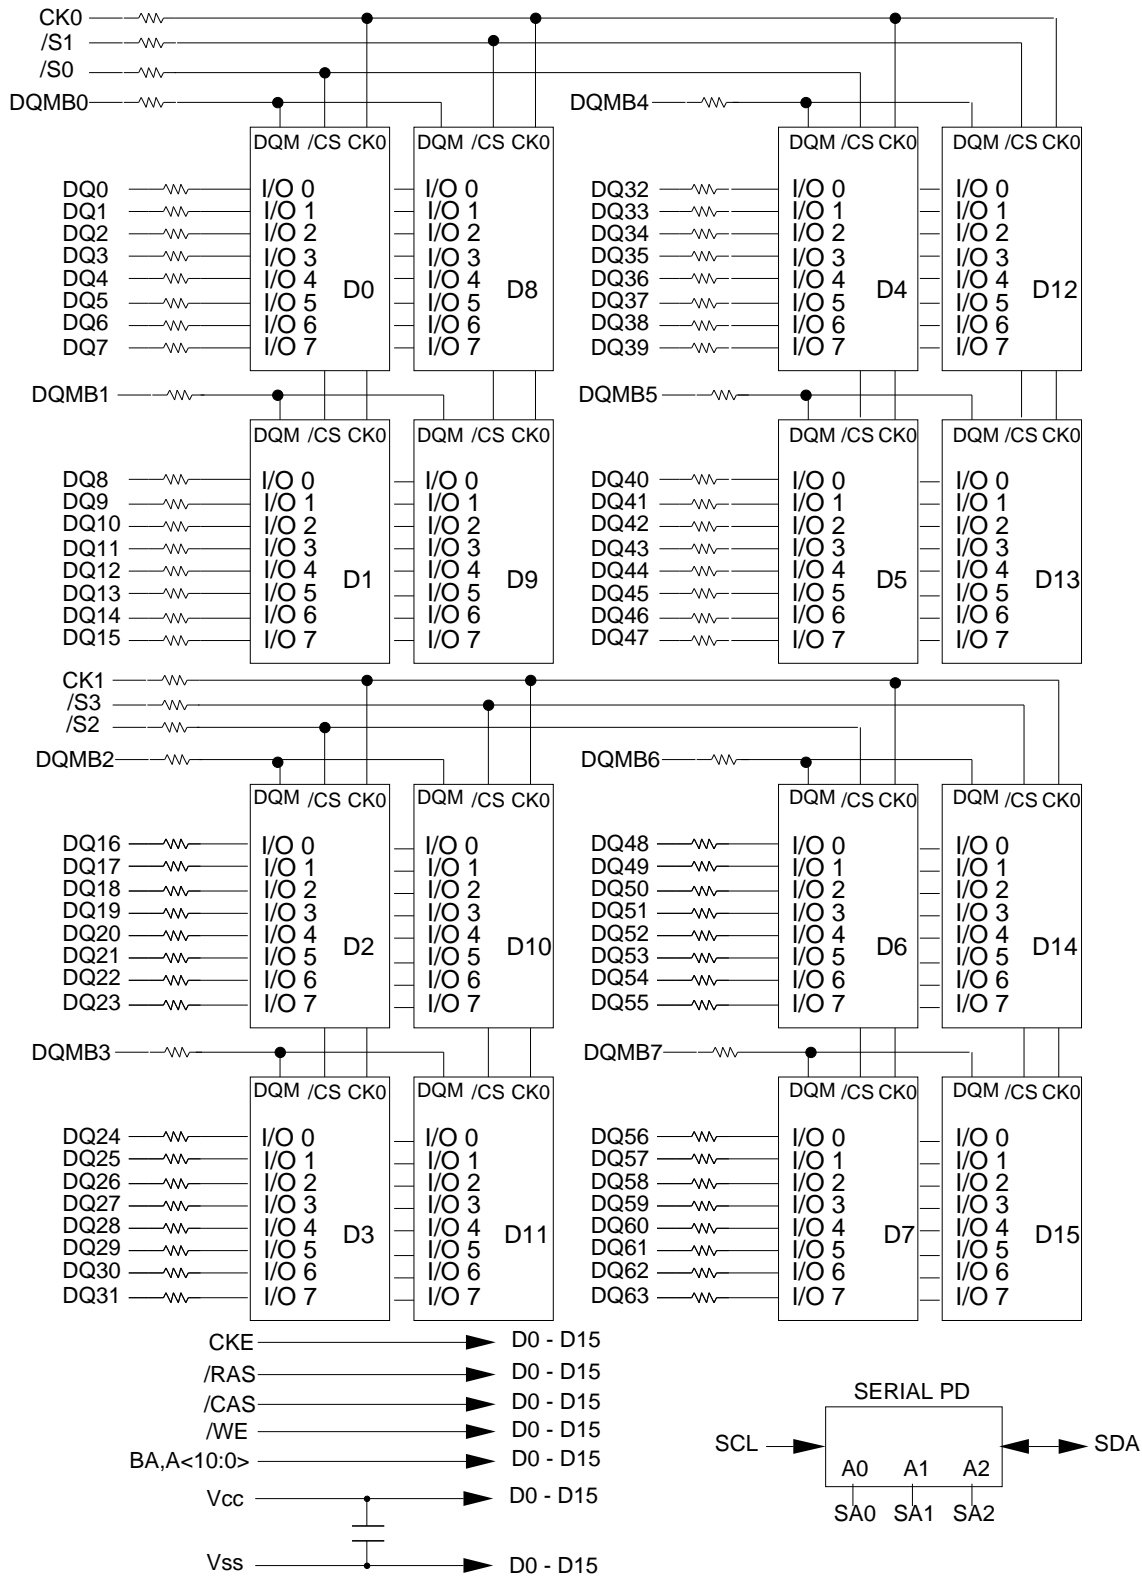 CK0
/S1
/S0
DQMB0 DQMB4
DQM /CS CK0 DQM /CS CK0 DQM /CS CK0 DQM /CS CK0
DQ0 I/O 0 I/O 0 DQ32 I/O 0 I/O 0
DQ1 I/O 1 I/O 1 DQ33 I/O 1 I/O 1
DQ2 I/O 2 I/O 2 DQ34 I/O 2 I/O 2
DQ3 I/O 3 I/O 3 DQ35 I/O 3 I/O 3
DQ4 I/O 4 I/O 4 DQ36 I/O 4 I/O 4
D0 D8 D4 D12
DQ5 I/O 5 I/O 5 DQ37 I/O 5 I/O 5
DQ6 I/O 6 I/O 6 DQ38 I/O 6 I/O 6
DQ7 I/O 7 I/O 7 DQ39 I/O 7 I/O 7
DQMB1 DQMB5
DQM /CS CK0 DQM /CS CK0 DQM /CS CK0 DQM /CS CK0
DQ8 I/O 0 I/O 0 DQ40 I/O 0 I/O 0
DQ9 I/O 1 I/O 1 DQ41 I/O 1 I/O 1
DQ10 I/O 2 I/O 2 DQ42 I/O 2 I/O 2
DQ11 I/O 3 I/O 3 DQ43 I/O 3 I/O 3
DQ12 I/O 4 I/O 4 DQ44 I/O 4 I/O 4
D1 D9 D5 D13
DQ13 I/O 5 I/O 5 DQ45 I/O 5 I/O 5
DQ14 I/O 6 I/O 6 DQ46 I/O 6 I/O 6
DQ15 I/O 7 I/O 7 DQ47 I/O 7 I/O 7
CK1
/S3
/S2
DQMB2 DQMB6
DQM /CS CK0 DQM /CS CK0 DQM /CS CK0 DQM /CS CK0
DQ16 I/O 0 I/O 0 DQ48 I/O 0 I/O 0
DQ17 I/O 1 I/O 1 DQ49 I/O 1 I/O 1
DQ18 I/O 2 I/O 2 DQ50 I/O 2 I/O 2
DQ19 I/O 3 I/O 3 DQ51 I/O 3 I/O 3
DQ20 I/O 4 I/O 4 DQ52 I/O 4 I/O 4
D2 D10 D6 D14
DQ21 I/O 5 I/O 5 DQ53 I/O 5 I/O 5
DQ22 I/O 6 I/O 6 DQ54 I/O 6 I/O 6
DQ23 I/O 7 I/O 7 DQ55 I/O 7 I/O 7
DQMB3 DQMB7
DQM /CS CK0 DQM /CS CK0 DQM /CS CK0 DQM /CS CK0
DQ24 I/O 0 I/O 0 DQ56 I/O 0 I/O 0
DQ25 I/O 1 I/O 1 DQ57 I/O 1 I/O 1
DQ26 I/O 2 I/O 2 DQ58 I/O 2 I/O 2
DQ27 I/O 3 I/O 3 DQ59 I/O 3 I/O 3
DQ28 I/O 4 I/O 4 DQ60 I/O 4 I/O 4
D3 D11 D7 D15
DQ29 I/O 5 I/O 5 DQ61 I/O 5 I/O 5
DQ30 I/O 6 I/O 6 DQ62 I/O 6 I/O 6
DQ31 I/O 7 I/O 7 DQ63 I/O 7 I/O 7
CKE D0 - D15
/RAS D0 - D15
/CAS D0 - D15
/WE D0 - D15
BA,A<10:0> D0 - D15
Vcc D0 - D15
Vss D0 - D15
SERIAL PD
SCL SDA
A0 A1 A2
SA0 SA1 SA2